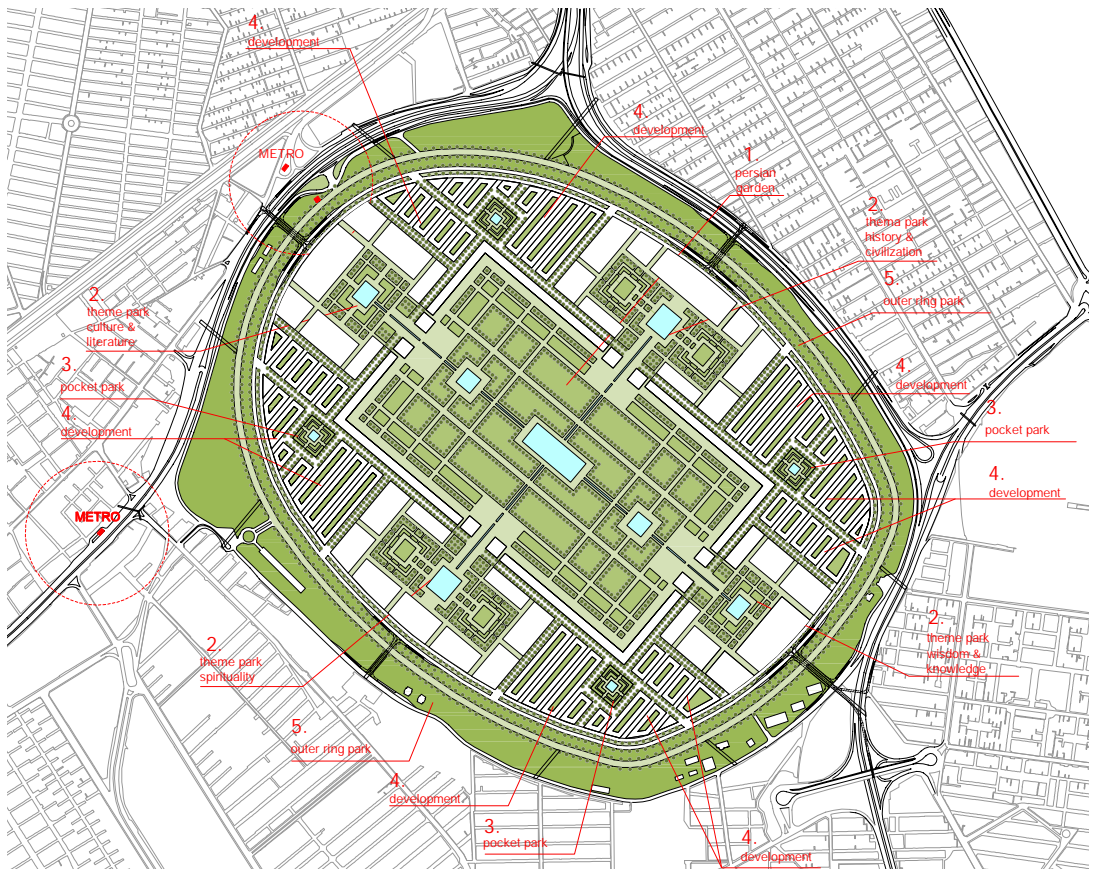 4.
development
4.
development
METRO
1.
persian
garden
2.
thema park
history &
civilization
5.
outer ring park
2.
theme park
culture &
literature
3.
pocket park
4.
development
4.
development
3.
pocket park
4.
development
METRO
2.
theme park
wisdom &
knowledge
2.
theme park
spirituality
5.
outer ring park
4
development
3.
pocket park
4.
development